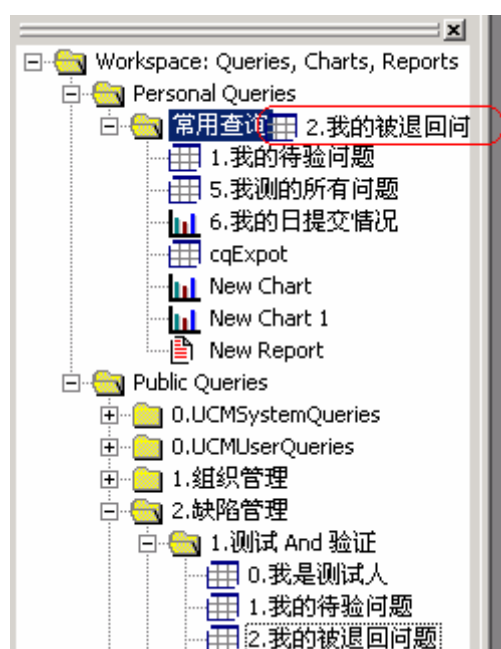 Workspace: Queries, Charts, Reports
Personal Queries
常用查询 2.我的被退回问
1.我的待验问题
5.我测的所有问题
6.我的日提交情况
cqExpot
New Chart
New Chart 1
New Report
Public Queries
0.UCMSystemQueries
0.UCMUserQueries
1.组织管理
2.缺陷管理
1.测试 And 验证
0.我是测试人
1.我的待验问题
2.我的被退回问题